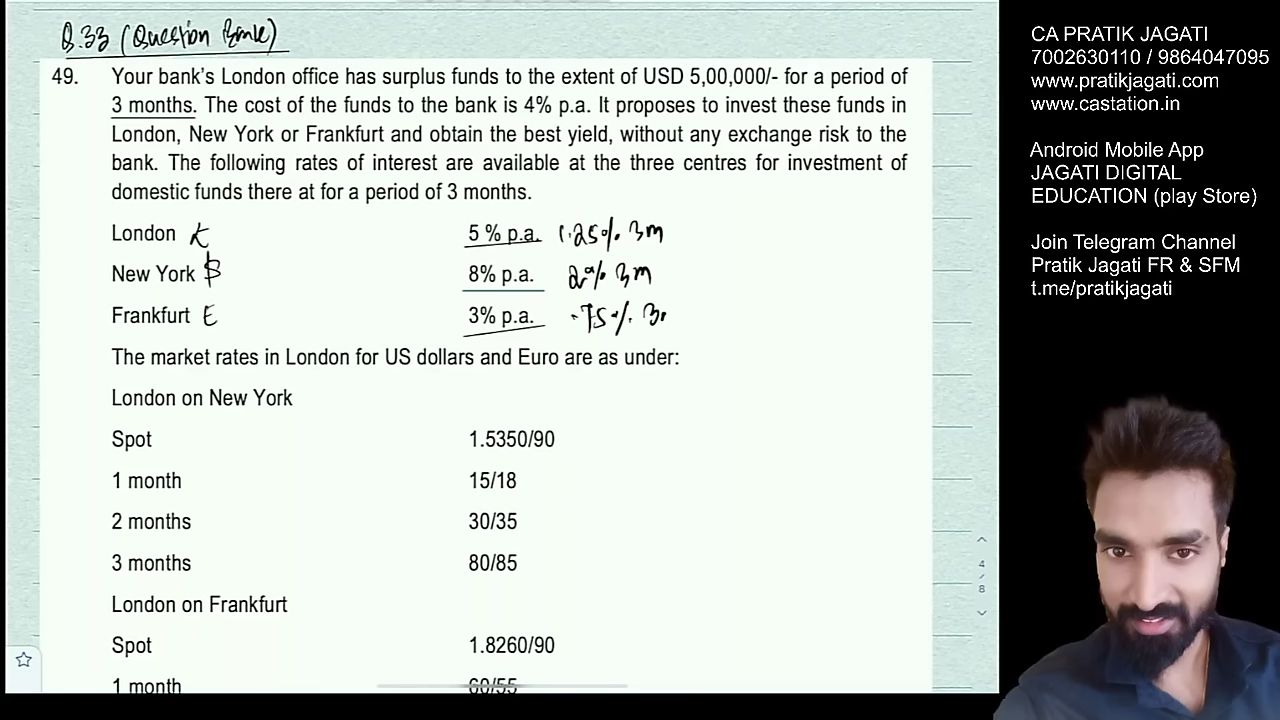 Q.33 (Question Bank)
49. Your bank's London office has surplus funds to the extent of USD 5,00,000/- for a period of
3 months. The cost of the funds to the bank is 4% p.a. It proposes to invest these funds in
London, New York or Frankfurt and obtain the best yield, without any exchange risk to the
bank. The following rates of interest are available at the three centres for investment of
domestic funds there at for a period of 3 months.
London £ 5 % p.a. 1.25% 3m
New York $ 8% p.a. 2% 3m
Frankfurt E 3% p.a. .75%
The market rates in London for US dollars and Euro are as under:
London on New York
Spot 1.5350/90
1 month 15/18
2 months 30/35
3 months 80/85
London on Frankfurt
Spot 1.8260/90
1 month 60/55
4
/
8
CA PRATIK JAGATI
7002630110 / 9864047095
www.pratikjagati.com
www.castation.in
Android Mobile App
JAGATI DIGITAL
EDUCATION (play Store)
Join Telegram Channel
Pratik Jagati FR & SFM
t.me/pratikjagati